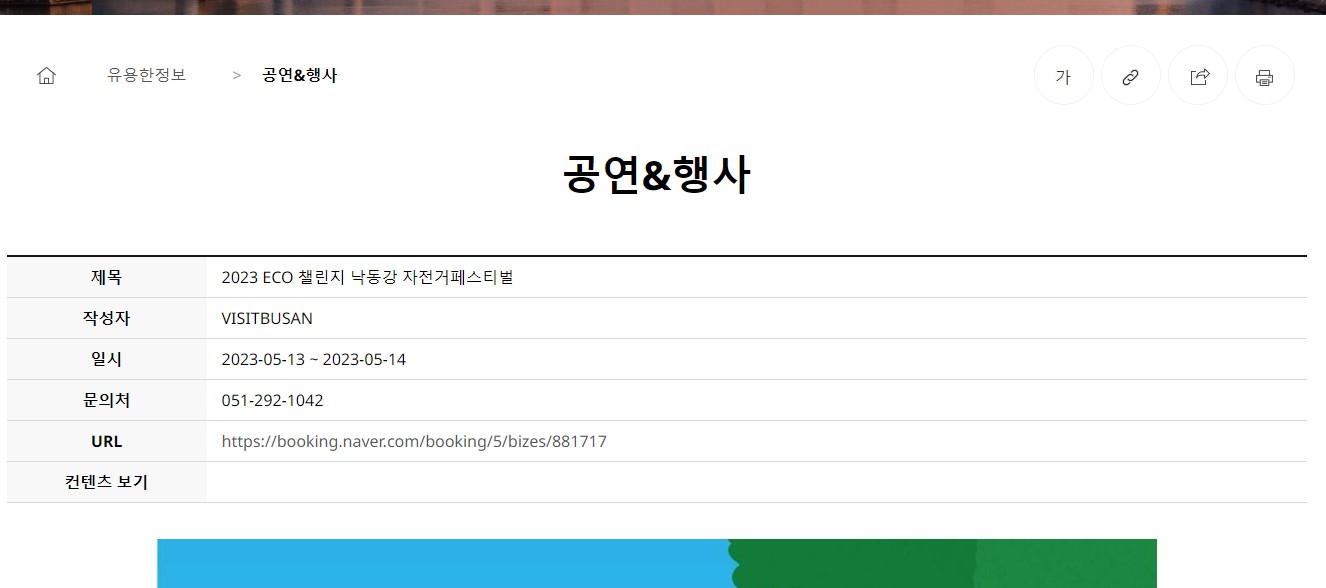 유용한정보 > 공연&행사
가
공연&행사
제목 2023 ECO 챌린지 낙동강 자전거페스티벌
작성자 VISITBUSAN
일시 2023-05-13 ~ 2023-05-14
문의처 051-292-1042
URL https://booking.naver.com/booking/5/bizes/881717
컨텐츠 보기